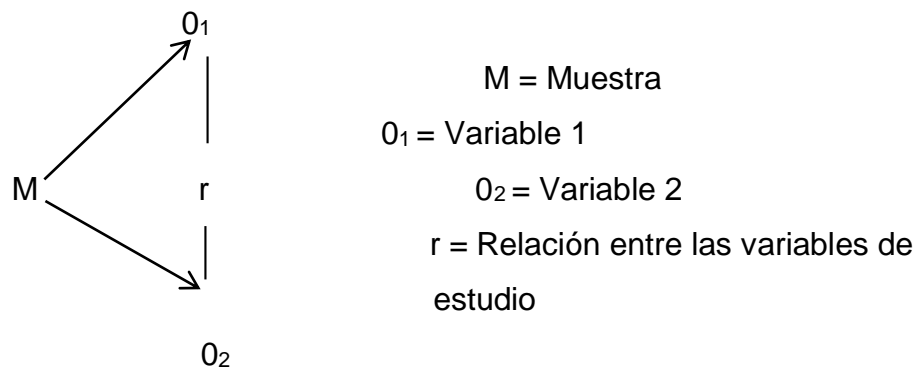 0₁
M = Muestra
0₁ = Variable 1
M
r
0₂ = Variable 2
r = Relación entre las variables de
estudio
0₂